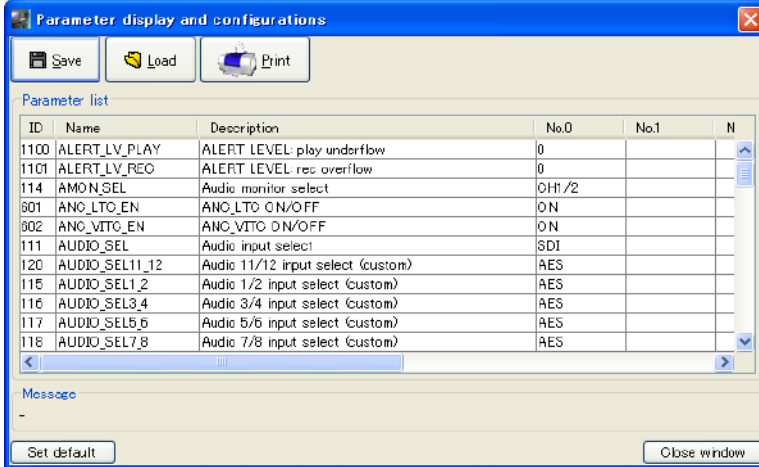 Parameter display and configurations
Save Load Print
Parameter list
ID Name Description No.0 No.1 N
1100 ALERT_LV_PLAY ALERT LEVEL: play underflow 0
1101 ALERT_LV_REC ALERT LEVEL: rec overflow 0
114 AMON_SEL Audio monitor select CH1/2
601 ANC_LTC_EN ANC_LTC ON/OFF ON
602 ANC_VITC_EN ANC_VITC ON/OFF ON
111 AUDIO_SEL Audio input select SDI
120 AUDIO_SEL11_12 Audio 11/12 input select (custom) AES
115 AUDIO_SEL1_2 Audio 1/2 input select (custom) AES
116 AUDIO_SEL3_4 Audio 3/4 input select (custom) AES
117 AUDIO_SEL5_6 Audio 5/6 input select (custom) AES
118 AUDIO_SEL7_8 Audio 7/8 input select (custom) AES
Message
-
Set default Close window